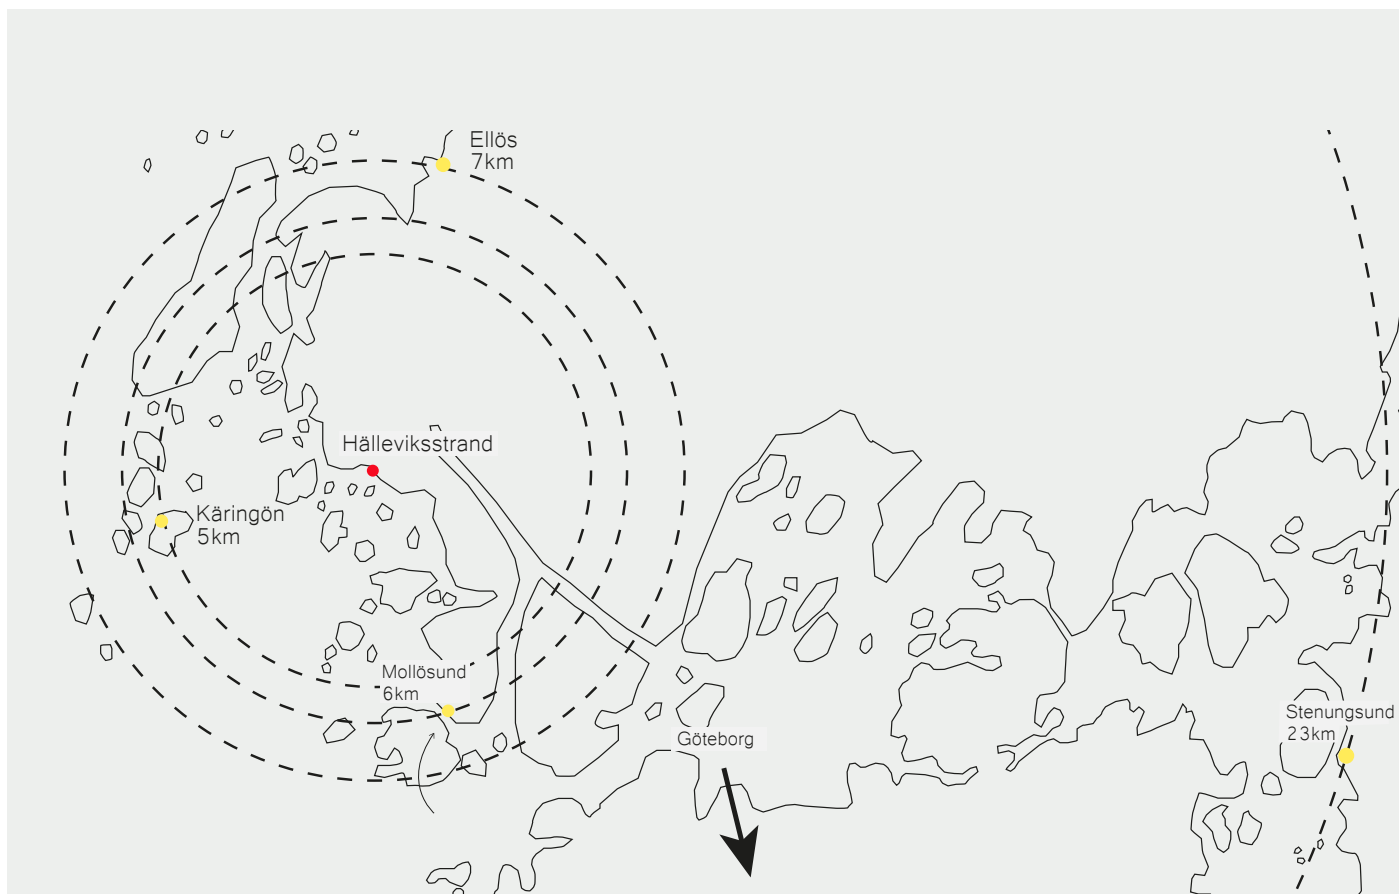 Ellös
7km
Hälleviksstrand
Käringön
5km
Mollösund
6km
Göteborg
Stenungsund
23km